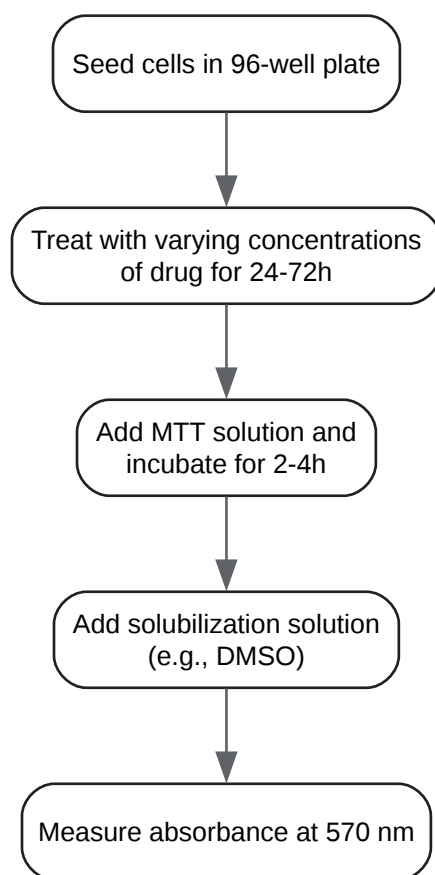 Seed cells in 96-well plate
Treat with varying concentrations
of drug for 24-72h
Add MTT solution and
incubate for 2-4h
Add solubilization solution
(e.g., DMSO)
Measure absorbance at 570 nm